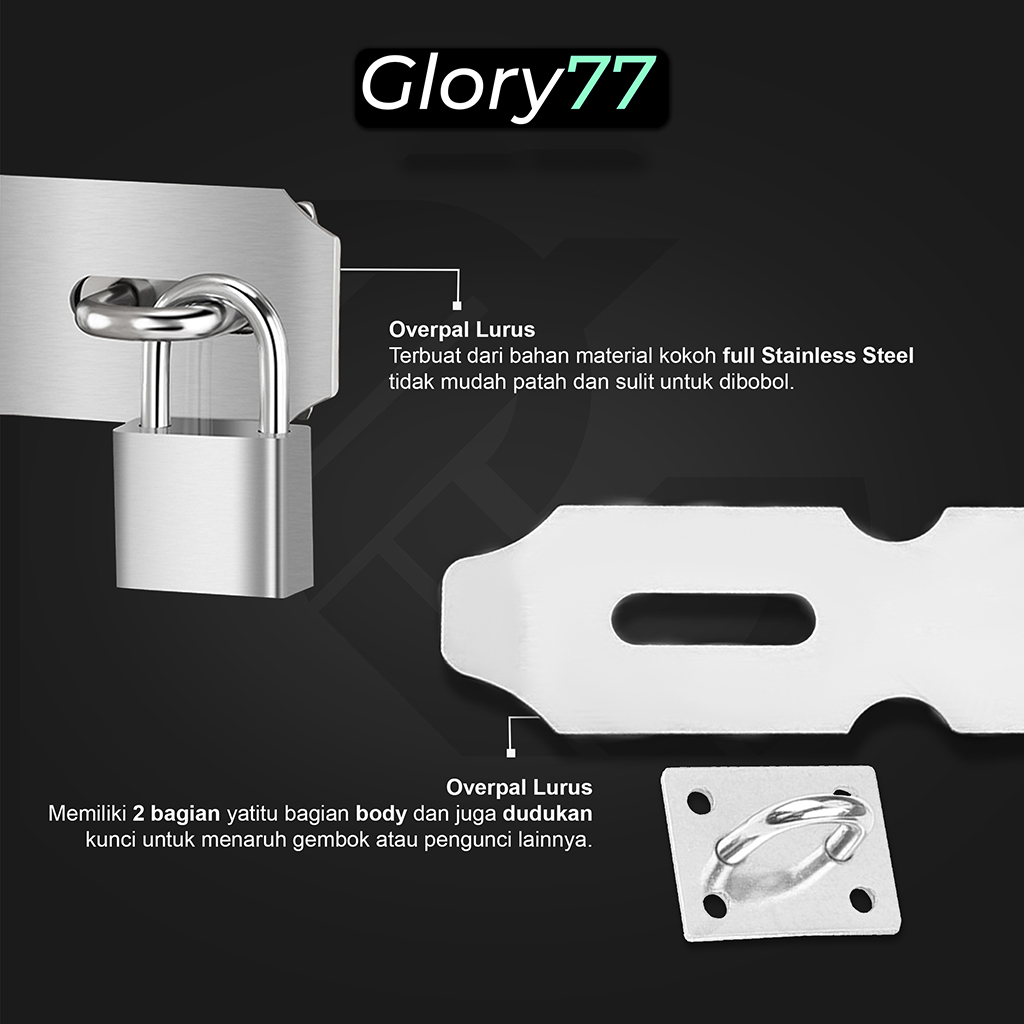 Glory77
Overpal Lurus
Terbuat dari bahan material kokoh full Stainless Steel
tidak mudah patah dan sulit untuk dibobol.
Overpal Lurus
Memiliki 2 bagian yatitu bagian body dan juga dudukan
kunci untuk menaruh gembok atau pengunci lainnya.